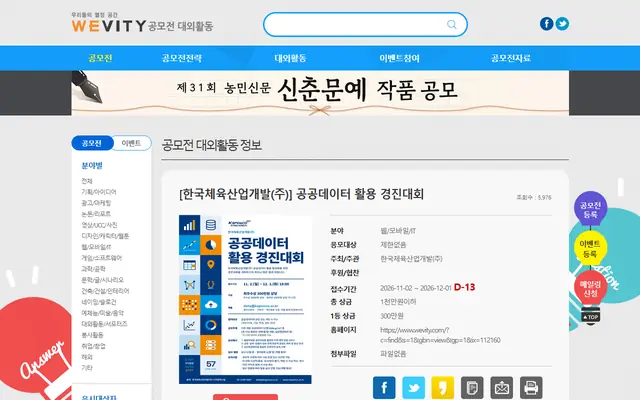 우리들의 열정 공간
WEVITY 공모전 대외활동
공모전 공모전전략 대외활동 이벤트참여 공모전자료
제31회 농민신문 신춘문예 작품 공모
공모전 이벤트
분야별
전체
기획/아이디어
광고/마케팅
논문/리포트
영상/UCC/사진
디자인/캐릭터/웹툰
웹/모바일/IT
게임/소프트웨어
과학/공학
문학/글/시나리오
건축/건설/인테리어
네이밍/슬로건
예체능/미술/음악
대외활동/서포터즈
봉사활동
취업/창업
해외
기타
응시대상자
공모전 대외활동 정보
[한국체육산업개발(주)] 공공데이터 활용 경진대회
조회수 : 5,976
공공데이터
활용 경진대회
57
분야 웹/모바일/IT
응모대상 제한없음
주최/주관 한국체육산업개발(주)
후원/협찬
접수기간 2026-11-02 ~ 2026-12-01 D-13
총 상금 1천만원이하
1등 상금 300만원
홈페이지 https://www.wevity.com/?
c=find&s=1&gbn=view&gp=1&ix=112160
첨부파일 파일없음
공모전
등록
이벤트
등록
메일링
신청
▲ TOP
Answer